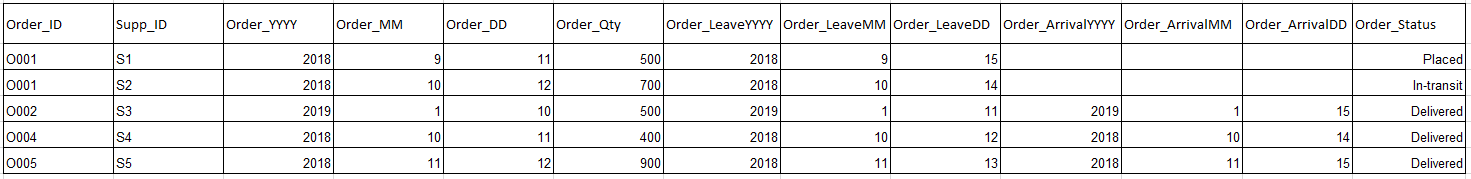 Order_ID Supp_ID Order_YYYY Order_MM Order_DD Order_Qty Order_LeaveYYYY Order_LeaveMM Order_LeaveDD Order_ArrivalYYYY Order_ArrivalMM Order_ArrivalDD Order_Status
O001 S1 2018 9 11 500 2018 9 15 Placed
O001 S2 2018 10 12 700 2018 10 14 In-transit
O002 S3 2019 1 10 500 2019 1 11 2019 1 15 Delivered
O004 S4 2018 10 11 400 2018 10 12 2018 10 14 Delivered
O005 S5 2018 11 12 900 2018 11 13 2018 11 15 Delivered